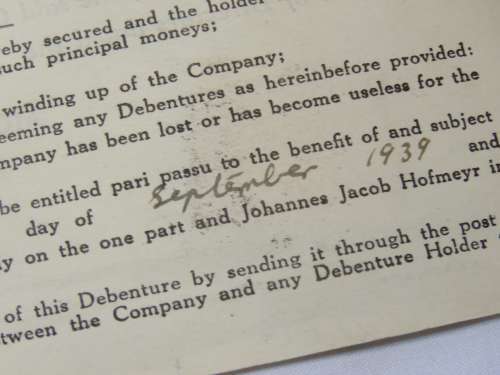 eby secured and the holder
such principal moneys;
winding up of the Company;
eeming any Debentures as hereinbefore provided:
mpany has been lost or has become useless for the
be entitled pari passu to the benefit of and subject
day of September 1939 and
y on the one part and Johannes Jacob Hofmeyr in
of this Debenture by sending it through the post
tween the Company and any Debenture Holder